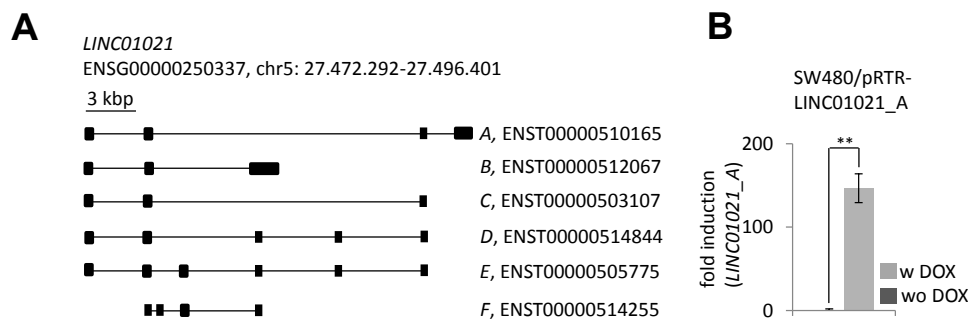 A
LINC01021
ENSG00000250337, chr5: 27.472.292-27.496.401
3 kbp
A, ENST00000510165
B, ENST00000512067
C, ENST00000503107
D, ENST00000514844
E, ENST00000505775
F, ENST00000514255
B
SW480/pRTR-
LINC01021_A
fold induction
(LINC01021_A)
200
**
100
0
w DOX
wo DOX